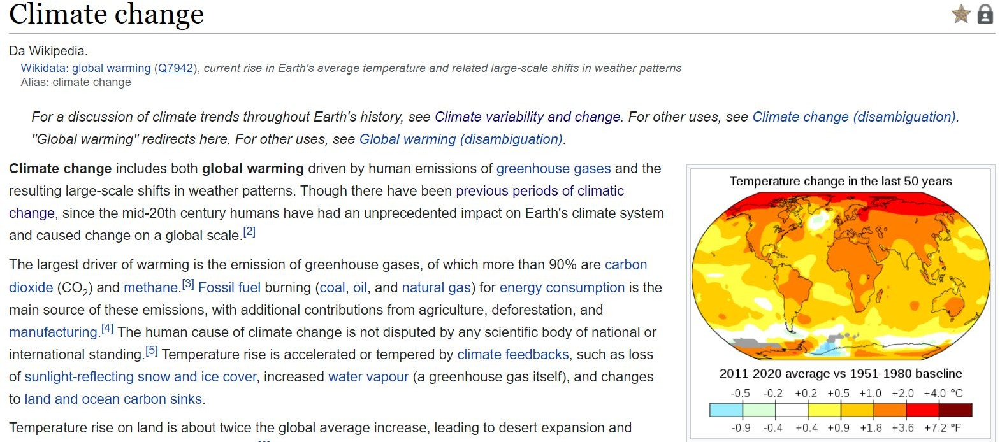 Climate change
Da Wikipedia.
Wikidata: global warming (Q7942), current rise in Earth's average temperature and related large-scale shifts in weather patterns
Alias: climate change
For a discussion of climate trends throughout Earth's history, see Climate variability and change. For other uses, see Climate change (disambiguation).
"Global warming" redirects here. For other uses, see Global warming (disambiguation).
Climate change includes both global warming driven by human emissions of greenhouse gases and the
resulting large-scale shifts in weather patterns. Though there have been previous periods of climatic
change, since the mid-20th century humans have had an unprecedented impact on Earth's climate system
and caused change on a global scale.[2]
The largest driver of warming is the emission of greenhouse gases, of which more than 90% are carbon
dioxide (CO2) and methane.[3] Fossil fuel burning (coal, oil, and natural gas) for energy consumption is the
main source of these emissions, with additional contributions from agriculture, deforestation, and
manufacturing.[4] The human cause of climate change is not disputed by any scientific body of national or
international standing.[5] Temperature rise is accelerated or tempered by climate feedbacks, such as loss
of sunlight-reflecting snow and ice cover, increased water vapour (a greenhouse gas itself), and changes
to land and ocean carbon sinks.
Temperature rise on land is about twice the global average increase, leading to desert expansion and
Temperature change in the last 50 years
2011-2020 average vs 1951-1980 baseline
-0.5 -0.2 +0.2 +0.5 +1.0 +2.0 +4.0 °C
-0.9 -0.4 +0.4 +0.9 +1.8 +3.6 +7.2 °F